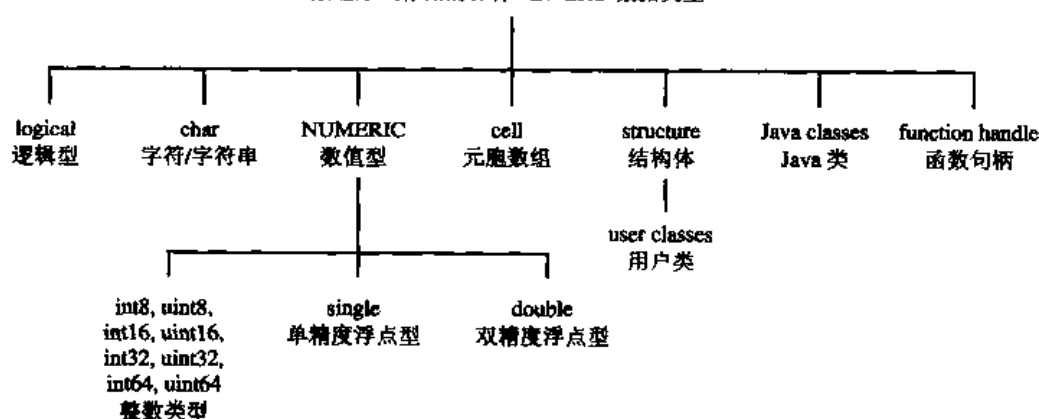 logical
逻辑型
char
字符/字符串
NUMERIC
数值型
cell
元胞数组
structure
结构体
Java classes
Java 类
function handle
函数句柄
user classes
用户类
int8, uint8,
int16, uint16,
int32, uint32,
int64, uint64
整数类型
single
单精度浮点型
double
双精度浮点型